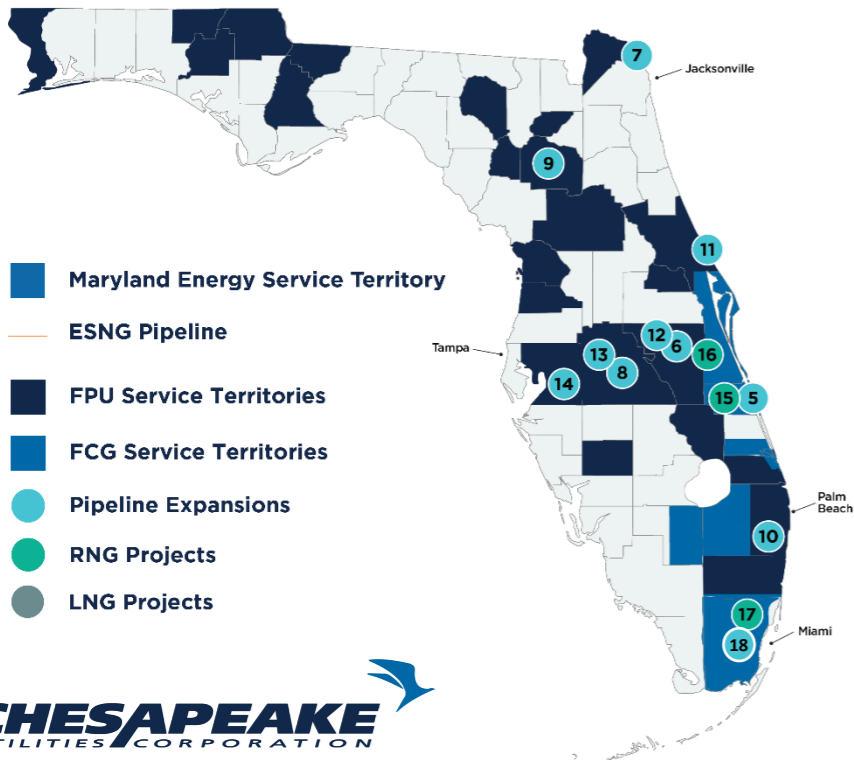 7
Jacksonville
9
11
Maryland Energy Service Territory
ESNG Pipeline
12
6
16
Tampa
13
8
14
15
5
FPU Service Territories
FCG Service Territories
Pipeline Expansions
Palm
Beach
10
RNG Projects
LNG Projects
17
18
Miami
CHESAPEAKE
TILITIES CORPORATION